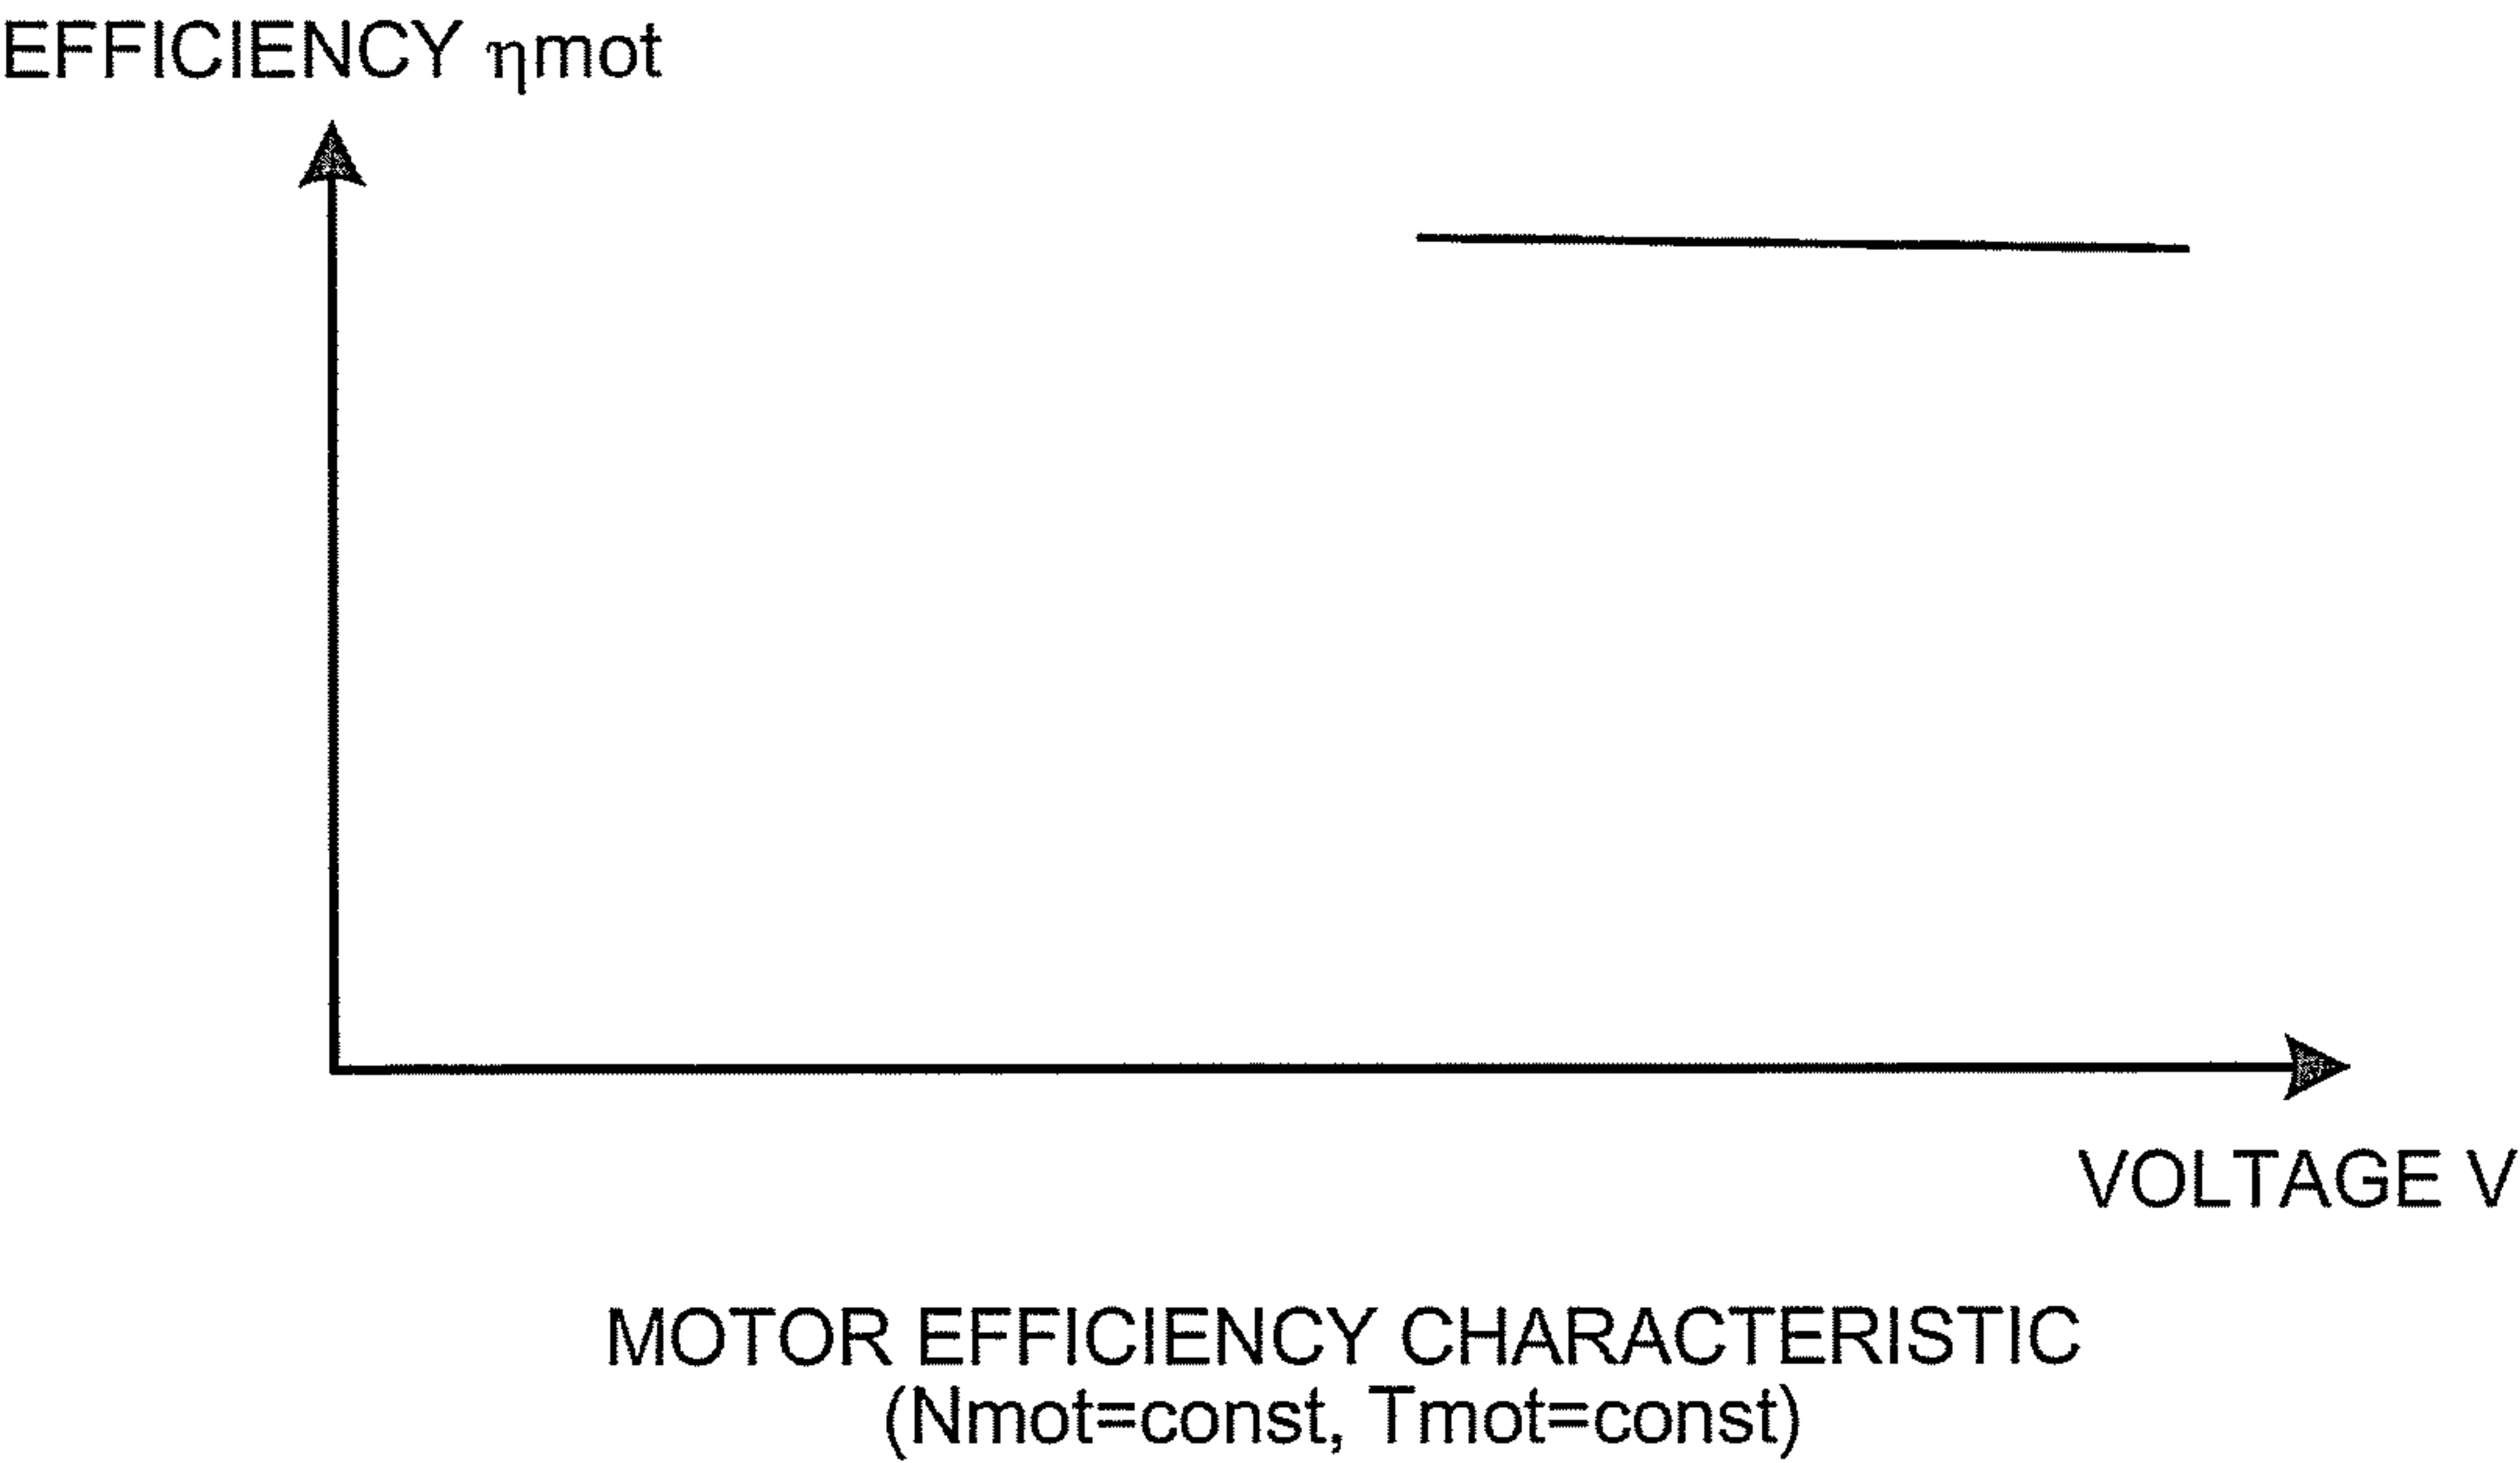 EFFICIENCY ηmot
VOLTAGE V
MOTOR EFFICIENCY CHARACTERISTIC
(Nmot=const, Tmot=const)